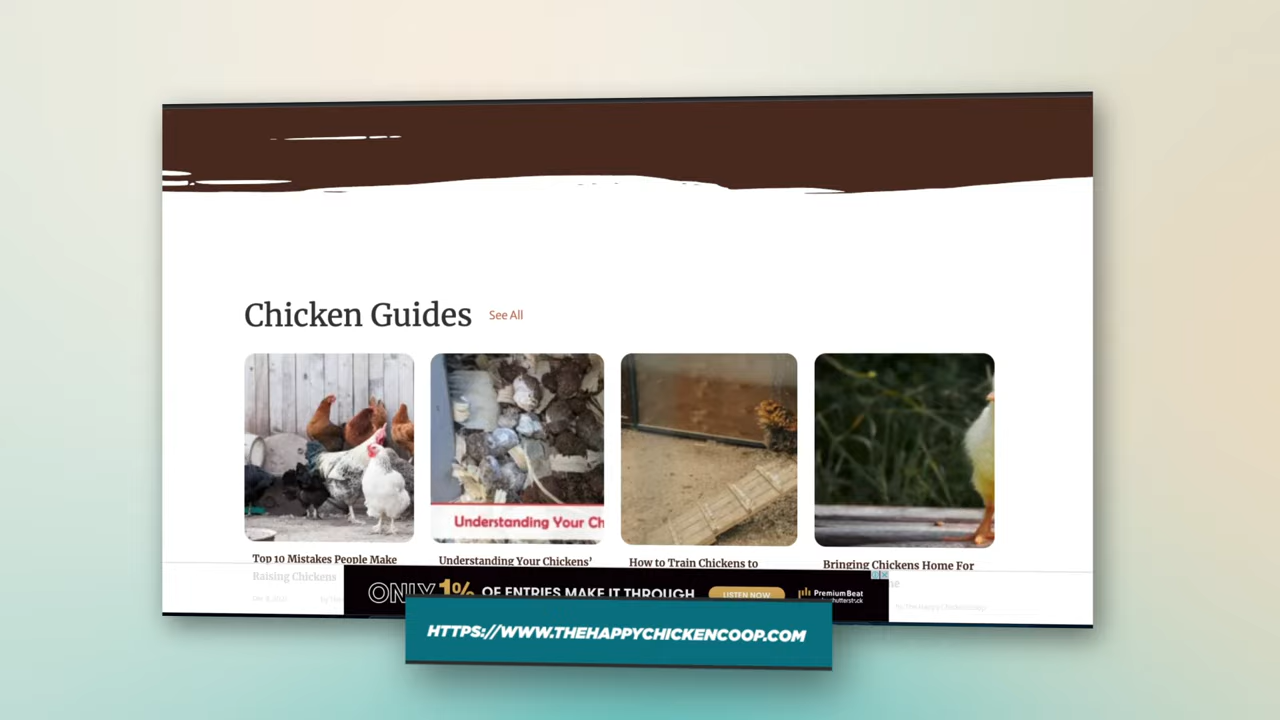 Chicken Guides See All
Understanding Your Ch
Top 10 Mistakes People Make
Raising Chickens
Understanding Your Chickens'
How to Train Chickens to
Bringing Chickens Home For
ONLY 1% OF ENTRIES MAKE IT THROUGH
LISTEN NOW
PremiumBeat
HTTPS://WWW.THEHAPPYCHICKENCOOP.COM